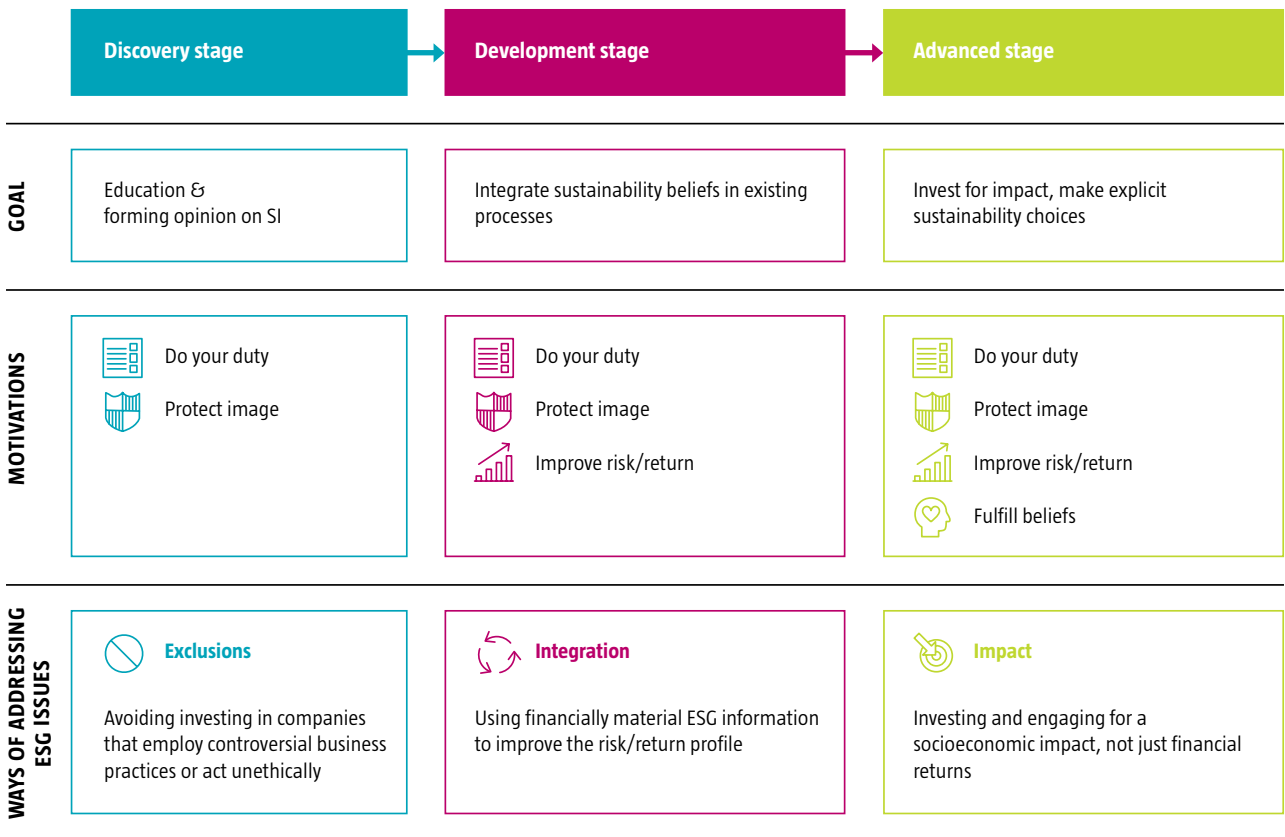 Discovery stage
Development stage
Advanced stage
GOAL
Education &
forming opinion on SI
Integrate sustainability beliefs in existing
processes
Invest for impact, make explicit
sustainability choices
MOTIVATIONS
Do your duty
Protect image
Do your duty
Protect image
Improve risk/return
Do your duty
Protect image
Improve risk/return
Fulfill beliefs
WAYS OF ADDRESSING
ESG ISSUES
Exclusions
Avoiding investing in companies
that employ controversial business
practices or act unethically
Integration
Using financially material ESG information
to improve the risk/return profile
Impact
Investing and engaging for a
socioeconomic impact, not just financial
returns